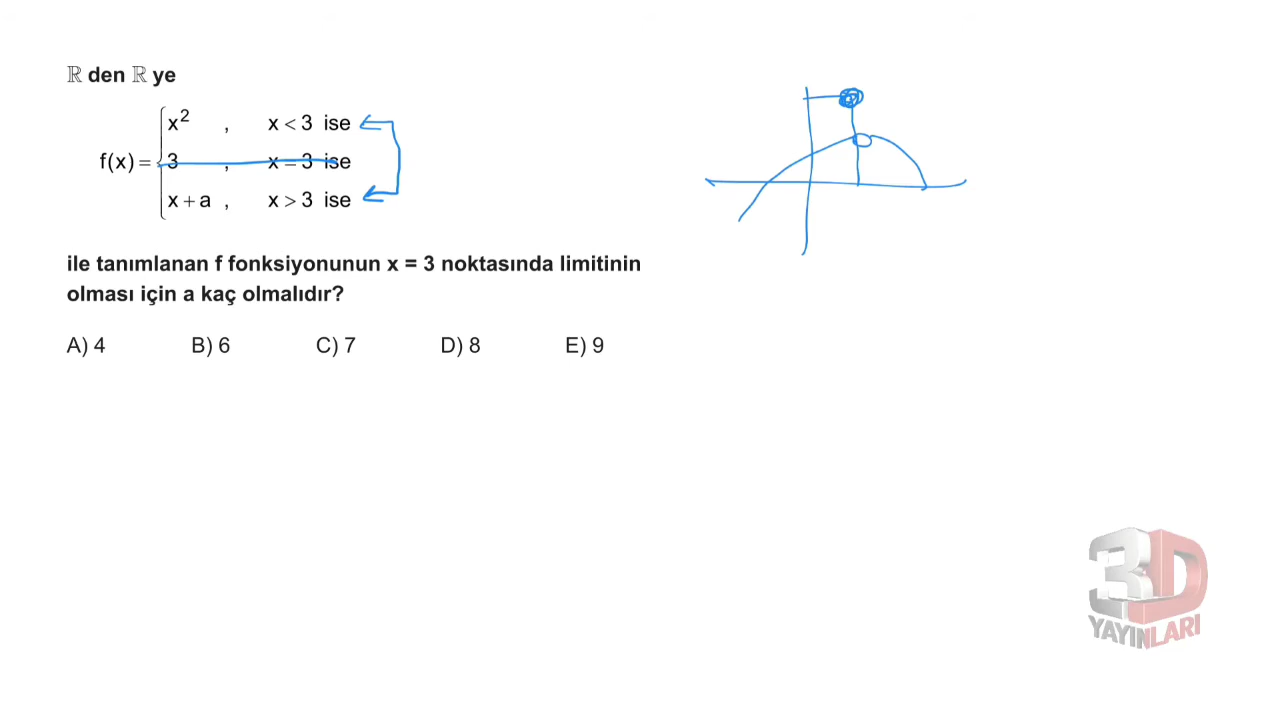 ℝ den ℝ ye
x² , x < 3 ise
f(x) = 3 , x = 3 ise
x + a , x > 3 ise
ile tanımlanan f fonksiyonunun x = 3 noktasında limitinin
olması için a kaç olmalıdır?
A) 4 B) 6 C) 7 D) 8 E) 9
3D
YAYINLARI